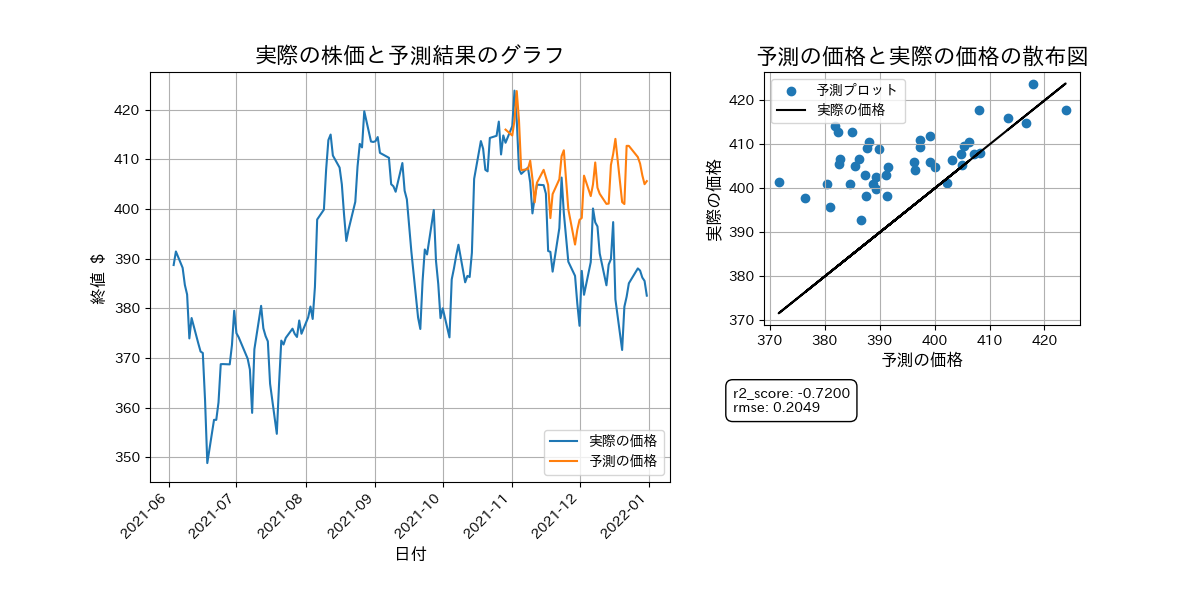 実際の株価と予測結果のグラフ
終値 $
420
410
400
390
380
370
360
350
2021-06
2021-07
2021-08
2021-09
2021-10
2021-11
2021-12
2022-01
日付
実際の価格
予測の価格
予測の価格と実際の価格の散布図
実際の価格
420
410
400
390
380
370
370
380
390
400
410
420
予測の価格
予測プロット
実際の価格
r2_score: -0.7200
rmse: 0.2049